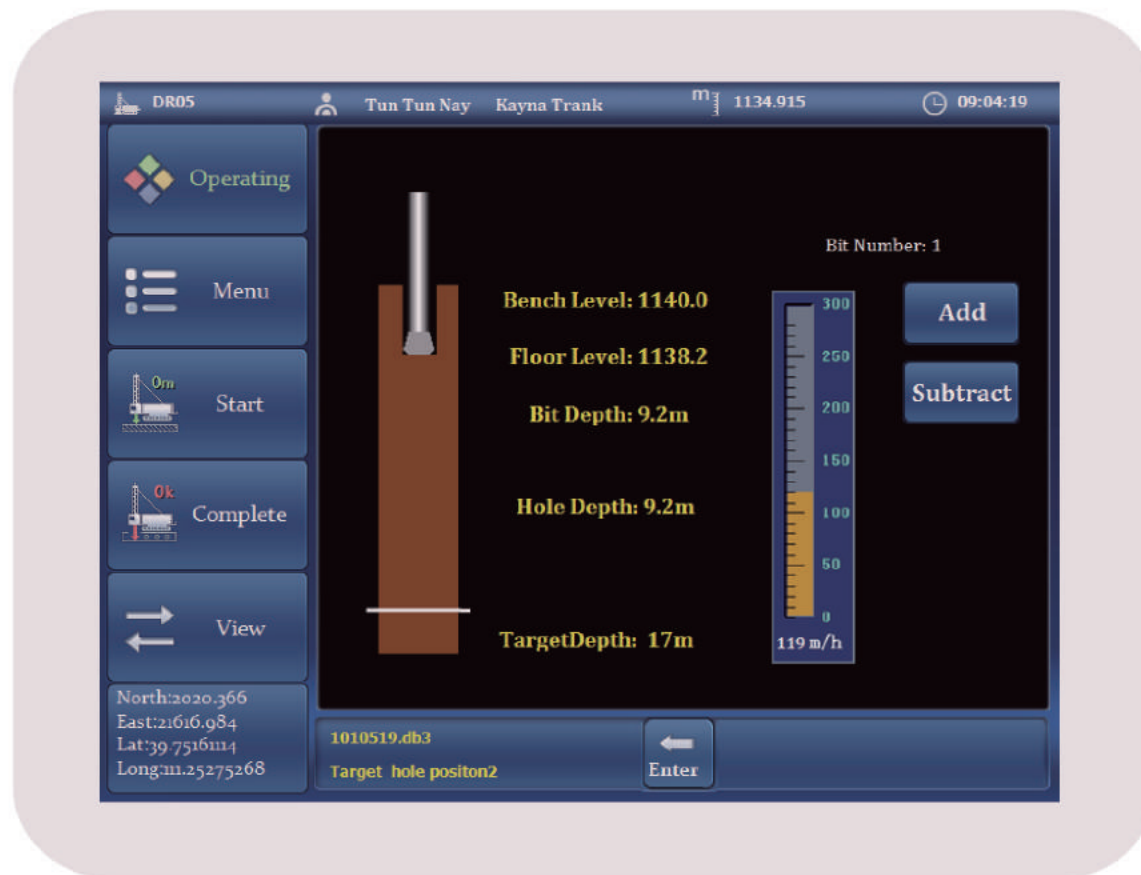 DR05
Tun Tun Nay Kayna Trank
m 1134.915
09:04:19
Operating
Menu
0m
Start
Ok
Complete
View
North:2020.366
East:21616.984
Lat:39.75161114
Long:111.25275268
Bench Level: 1140.0
Floor Level: 1138.2
Bit Depth: 9.2m
Hole Depth: 9.2m
TargetDepth: 17m
Bit Number: 1
300
250
200
150
100
50
0
119 m/h
Add
Subtract
1010519.db3
Target hole positon2
Enter